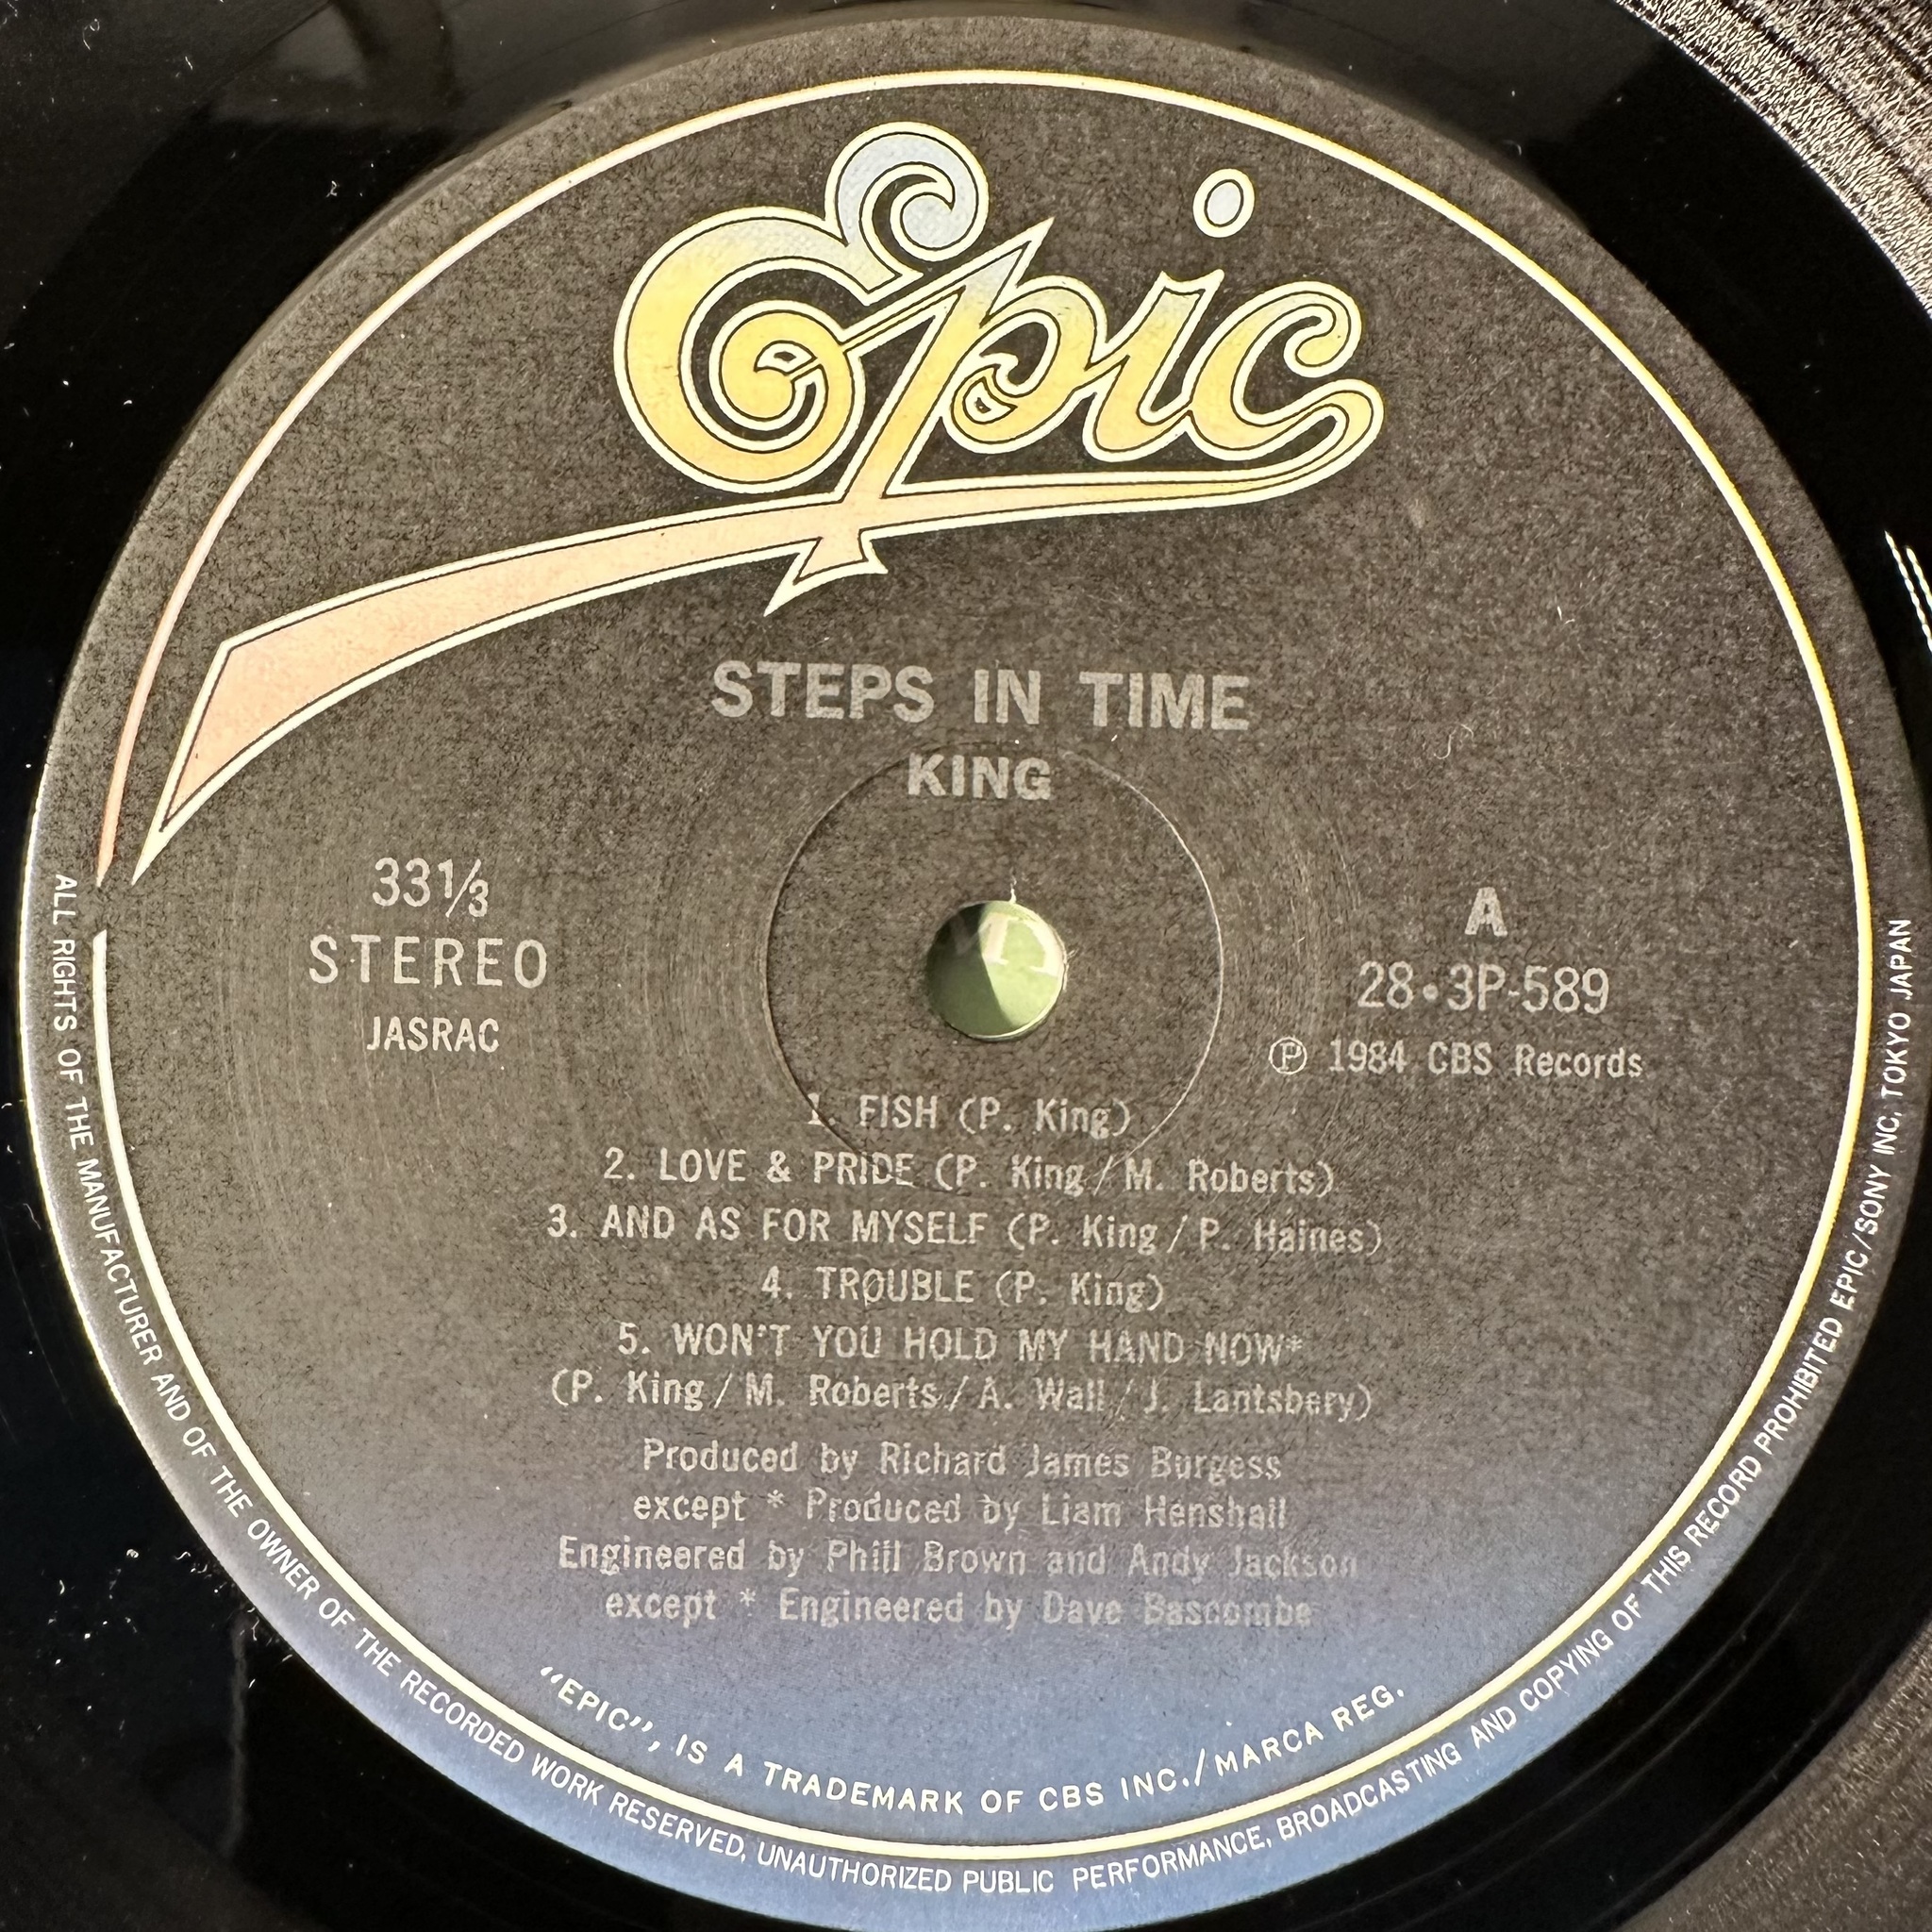 Epic
STEPS IN TIME
KING
33⅓
STEREO
JASRAC
A
28•3P-589
Ⓟ 1984 CBS Records
1. FISH (P. King)
2. LOVE & PRIDE (P. King/M. Roberts)
3. AND AS FOR MYSELF (P. King/P. Haines)
4. TROUBLE (P. King)
5. WON'T YOU HOLD MY HAND NOW*
(P. King/M. Roberts/A. Wall/J. Lantsbery)
Produced by Richard James Burgess
except * Produced by Liam Henshall
Engineered by Phill Brown and Andy Jackson
except * Engineered by Dave Bascombe
“EPIC”, IS A TRADEMARK OF CBS INC./MARCA REG.
ALL RIGHTS OF THE MANUFACTURER AND OF THE OWNER OF THE RECORDED WORK RESERVED, UNAUTHORIZED PUBLIC PERFORMANCE, BROADCASTING AND COPYING OF THIS RECORD PROHIBITED EPIC/SONY INC. TOKYO JAPAN